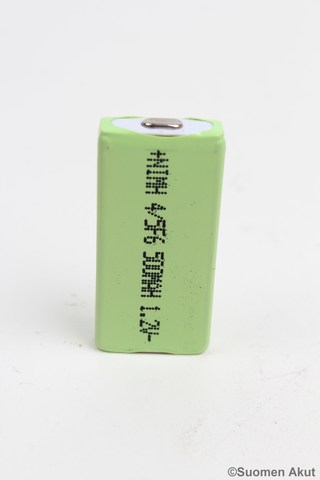 +NIMH 4/5F6 500MAH 1.2V-
©Suomen Akut